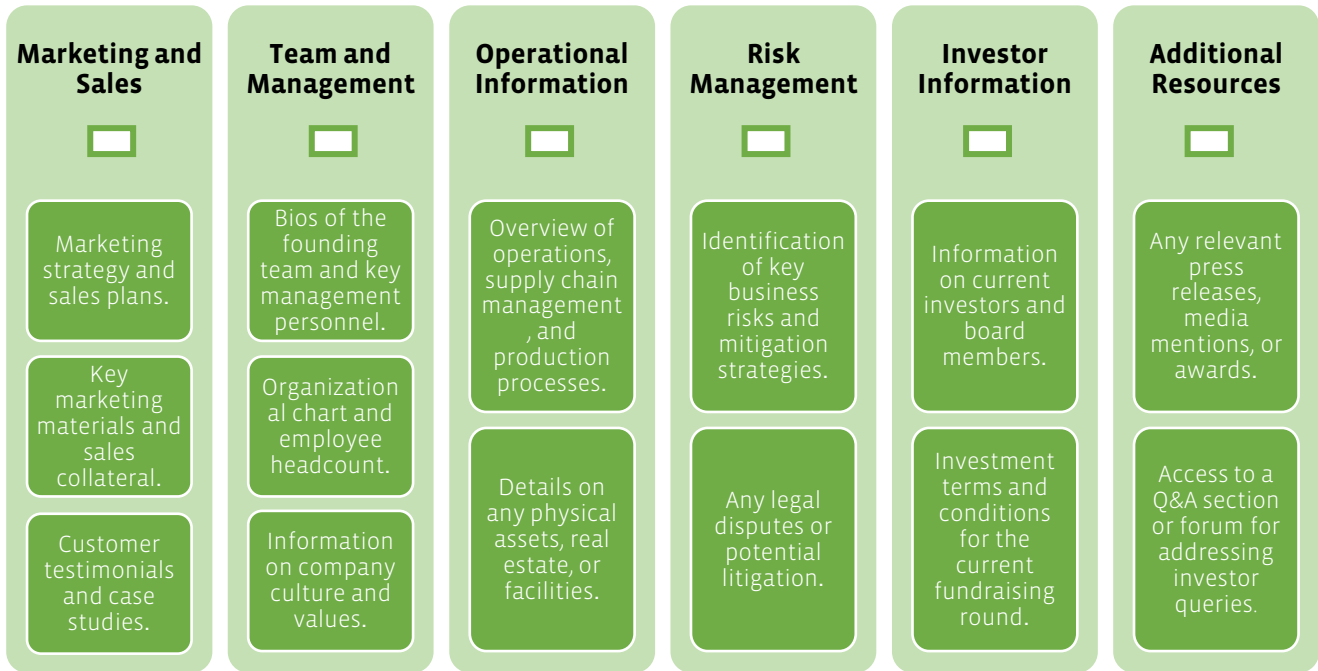 Marketing and
Sales
Marketing
strategy and
sales plans.
Key
marketing
materials and
sales
collateral.
Customer
testimonials
and case
studies.
Team and
Management
Bios of the
founding
team and key
management
personnel.
Organization
al chart and
employee
headcount.
Information
on company
culture and
values.
Operational
Information
Overview of
operations,
supply chain
management
, and
production
processes.
Details on
any physical
assets, real
estate, or
facilities.
Risk
Management
Identification
of key
business
risks and
mitigation
strategies.
Any legal
disputes or
potential
litigation.
Investor
Information
Information
on current
investors and
board
members.
Investment
terms and
conditions
for the
current
fundraising
round.
Additional
Resources
Any relevant
press
releases,
media
mentions, or
awards.
Access to a
Q&A section
or forum for
addressing
investor
queries.